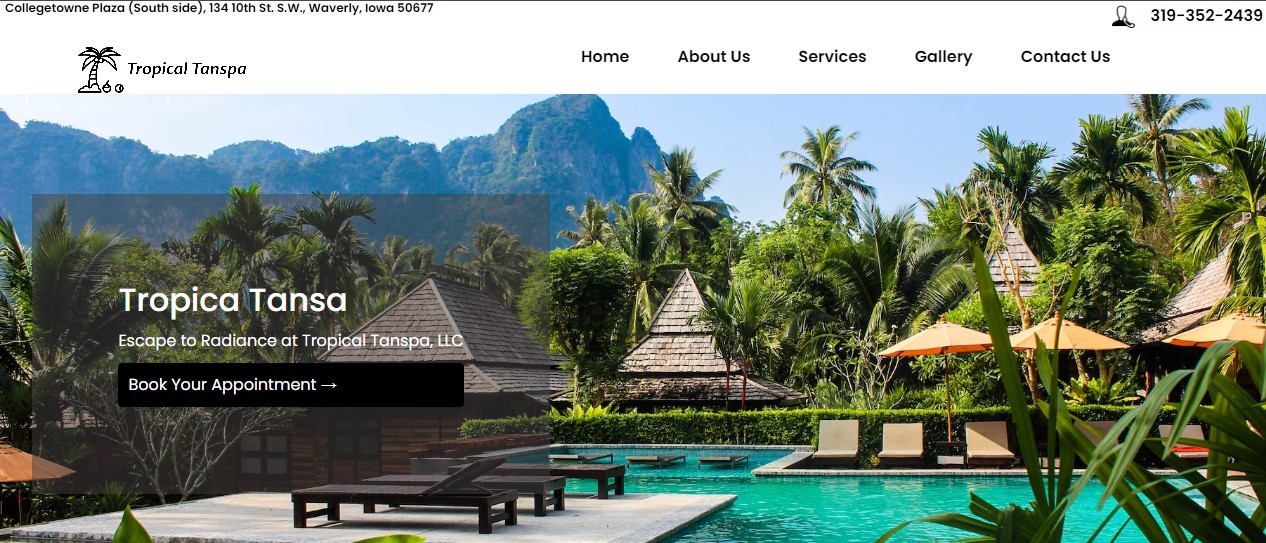 Collegetowne Plaza (South side), 134 10th St. S.W., Waverly, Iowa 50677
319-352-2439
Tropical Tanspa
Home About Us Services Gallery Contact Us
Tropica Tansa
Escape to Radiance at Tropical Tanspa, LLC
Book Your Appointment →